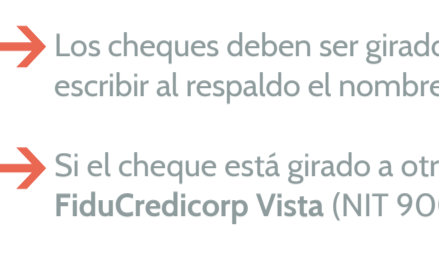 Los cheques deben ser girado
escribir al respaldo el nombre
Si el cheque está girado a otr
FiduCredicorp Vista (NIT 900